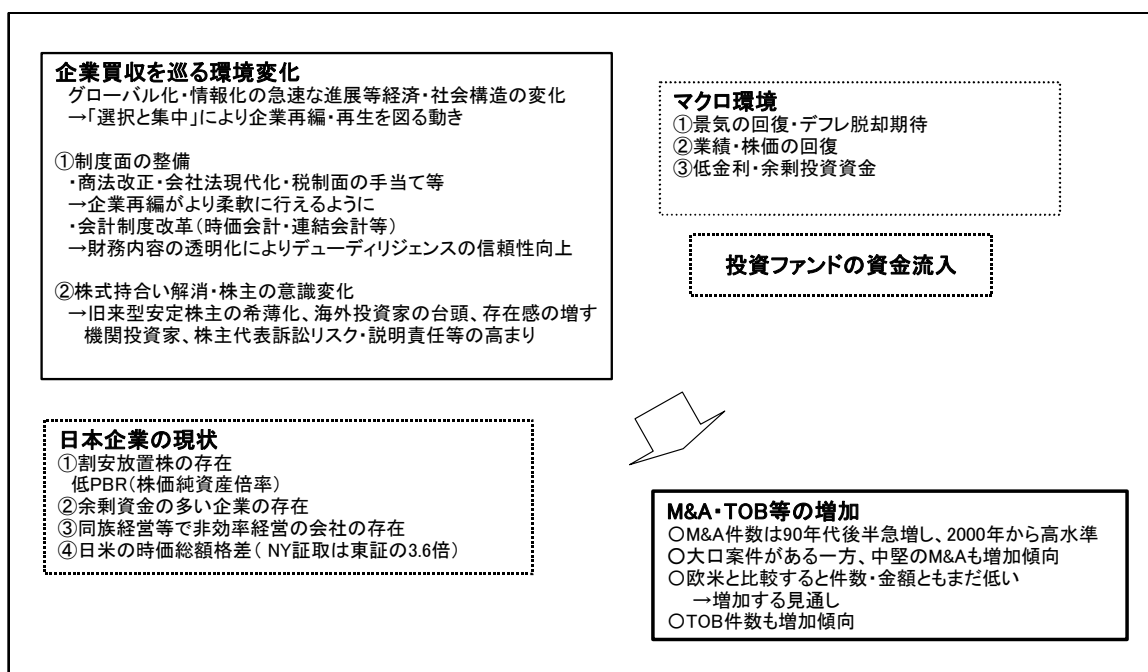 企業買収を巡る環境変化
グローバル化・情報化の急速な進展等経済・社会構造の変化
→「選択と集中」により企業再編・再生を図る動き
①制度面の整備
・商法改正・会社法現代化・税制面の手当て等
→企業再編がより柔軟に行えるように
・会計制度改革（時価会計・連結会計等）
→財務内容の透明化によりデューディリジェンスの信頼性向上
②株式持合い解消・株主の意識変化
→旧来型安定株主の希薄化、海外投資家の台頭、存在感の増す
機関投資家、株主代表訴訟リスク・説明責任等の高まり
マクロ環境
①景気の回復・デフレ脱却期待
②業績・株価の回復
③低金利・余剰投資資金
投資ファンドの資金流入
日本企業の現状
①割安放置株の存在
低PBR（株価純資産倍率）
②余剰資金の多い企業の存在
③同族経営等で非効率経営の会社の存在
④日米の時価総額格差（ NY証取は東証の3.6倍）
M&A・TOB等の増加
○M&A件数は90年代後半急増し、2000年から高水準
○大口案件がある一方、中堅のM&Aも増加傾向
○欧米と比較すると件数・金額ともまだ低い
→増加する見通し
○TOB件数も増加傾向